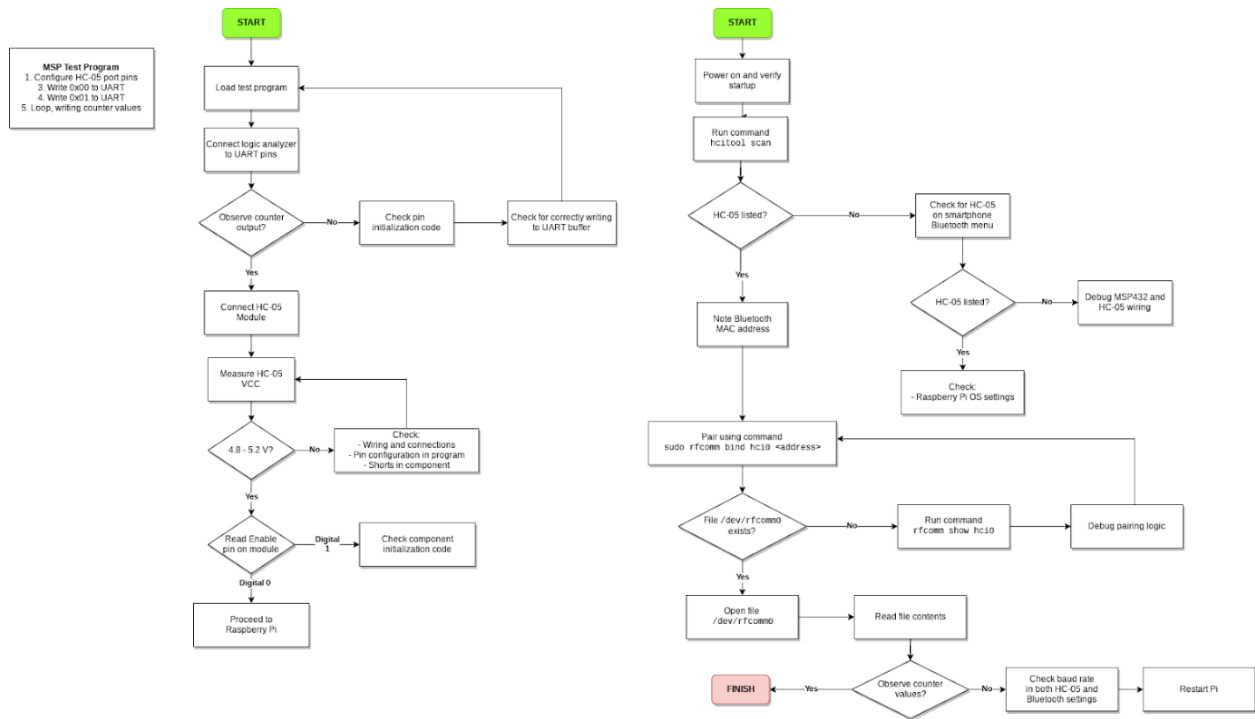 MSP Test Program
1. Configure HC-05 port pins
3. Write 0x00 to UART
4. Write 0x01 to UART
5. Loop, writing counter values
START
Load test program
Connect logic analyzer
to UART pins
Observe counter
output?
No
Check pin
initialization code
Check for correctly writing
to UART buffer
Yes
Connect HC-05
Module
Measure HC-05
VCC
4.8 - 5.2 V?
No
Check:
- Wiring and connections
- Pin configuration in program
- Shorts in component
Yes
Read Enable
pin on module
Digital
1
Check component
initialization code
Digital 0
Proceed to
Raspberry Pi
START
Power on and verify
startup
Run command
hcitool scan
HC-05 listed?
No
Check for HC-05
on smartphone
Bluetooth menu
HC-05 listed?
No
Debug MSP432 and
HC-05 wiring
Yes
Check:
- Raspberry Pi OS settings
Yes
Note Bluetooth
MAC address
Pair using command
sudo rfcomm bind hci0 <address>
File /dev/rfcomm0
exists?
No
Run command
rfcomm show hci0
Debug pairing logic
Yes
Open file
/dev/rfcomm0
Read file contents
Observe counter
values?
Yes
FINISH
No
Check baud rate
in both HC-05 and
Bluetooth settings
Restart Pi